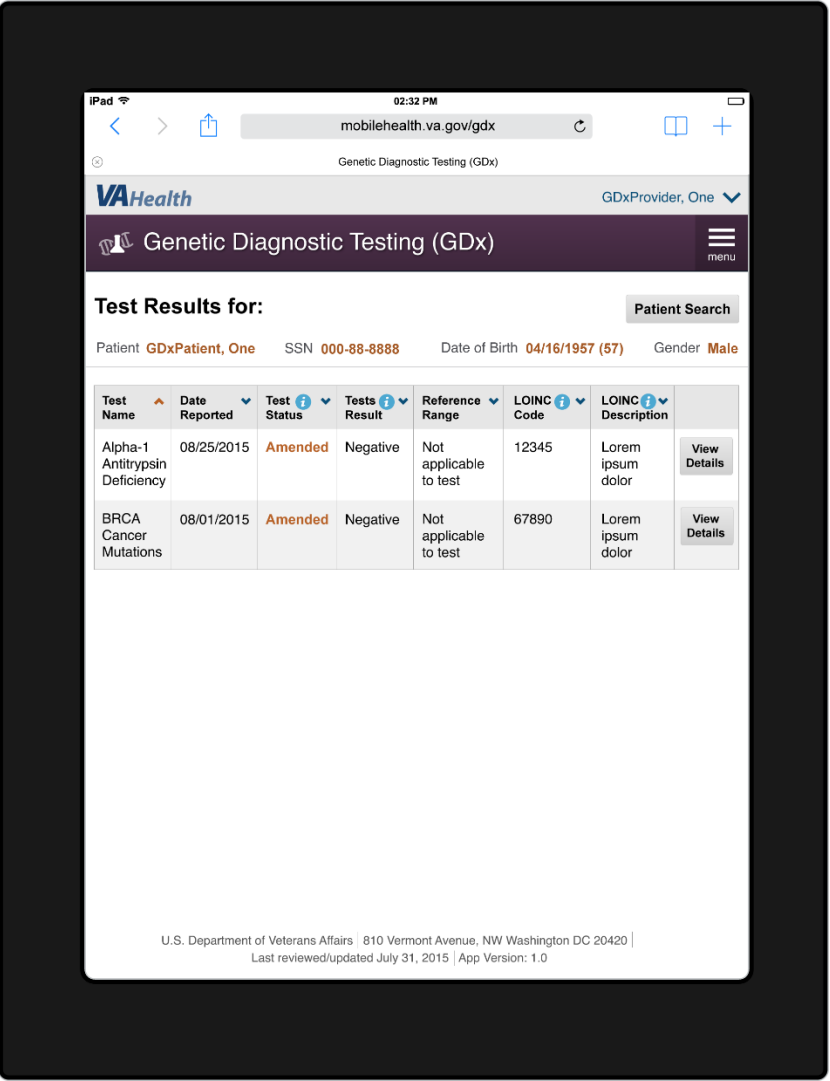 iPad 02:32 PM
mobilehealth.va.gov/gdx
Genetic Diagnostic Testing (GDx)
VA Health GDxProvider, One
Genetic Diagnostic Testing (GDx)
menu
Test Results for: Patient Search
Patient GDxPatient, One SSN 000-88-8888 Date of Birth 04/16/1957 (57) Gender Male
Test Date Test i Tests i Reference LOINC i LOINC i
Name Reported Status Result Range Code Description
Alpha-1 08/25/2015 Amended Negative Not 12345 Lorem View
Antitrypsin applicable ipsum Details
Deficiency to test dolor
BRCA 08/01/2015 Amended Negative Not 67890 Lorem View
Cancer applicable ipsum Details
Mutations to test dolor
U.S. Department of Veterans Affairs | 810 Vermont Avenue, NW Washington DC 20420 |
Last reviewed/updated July 31, 2015 | App Version: 1.0